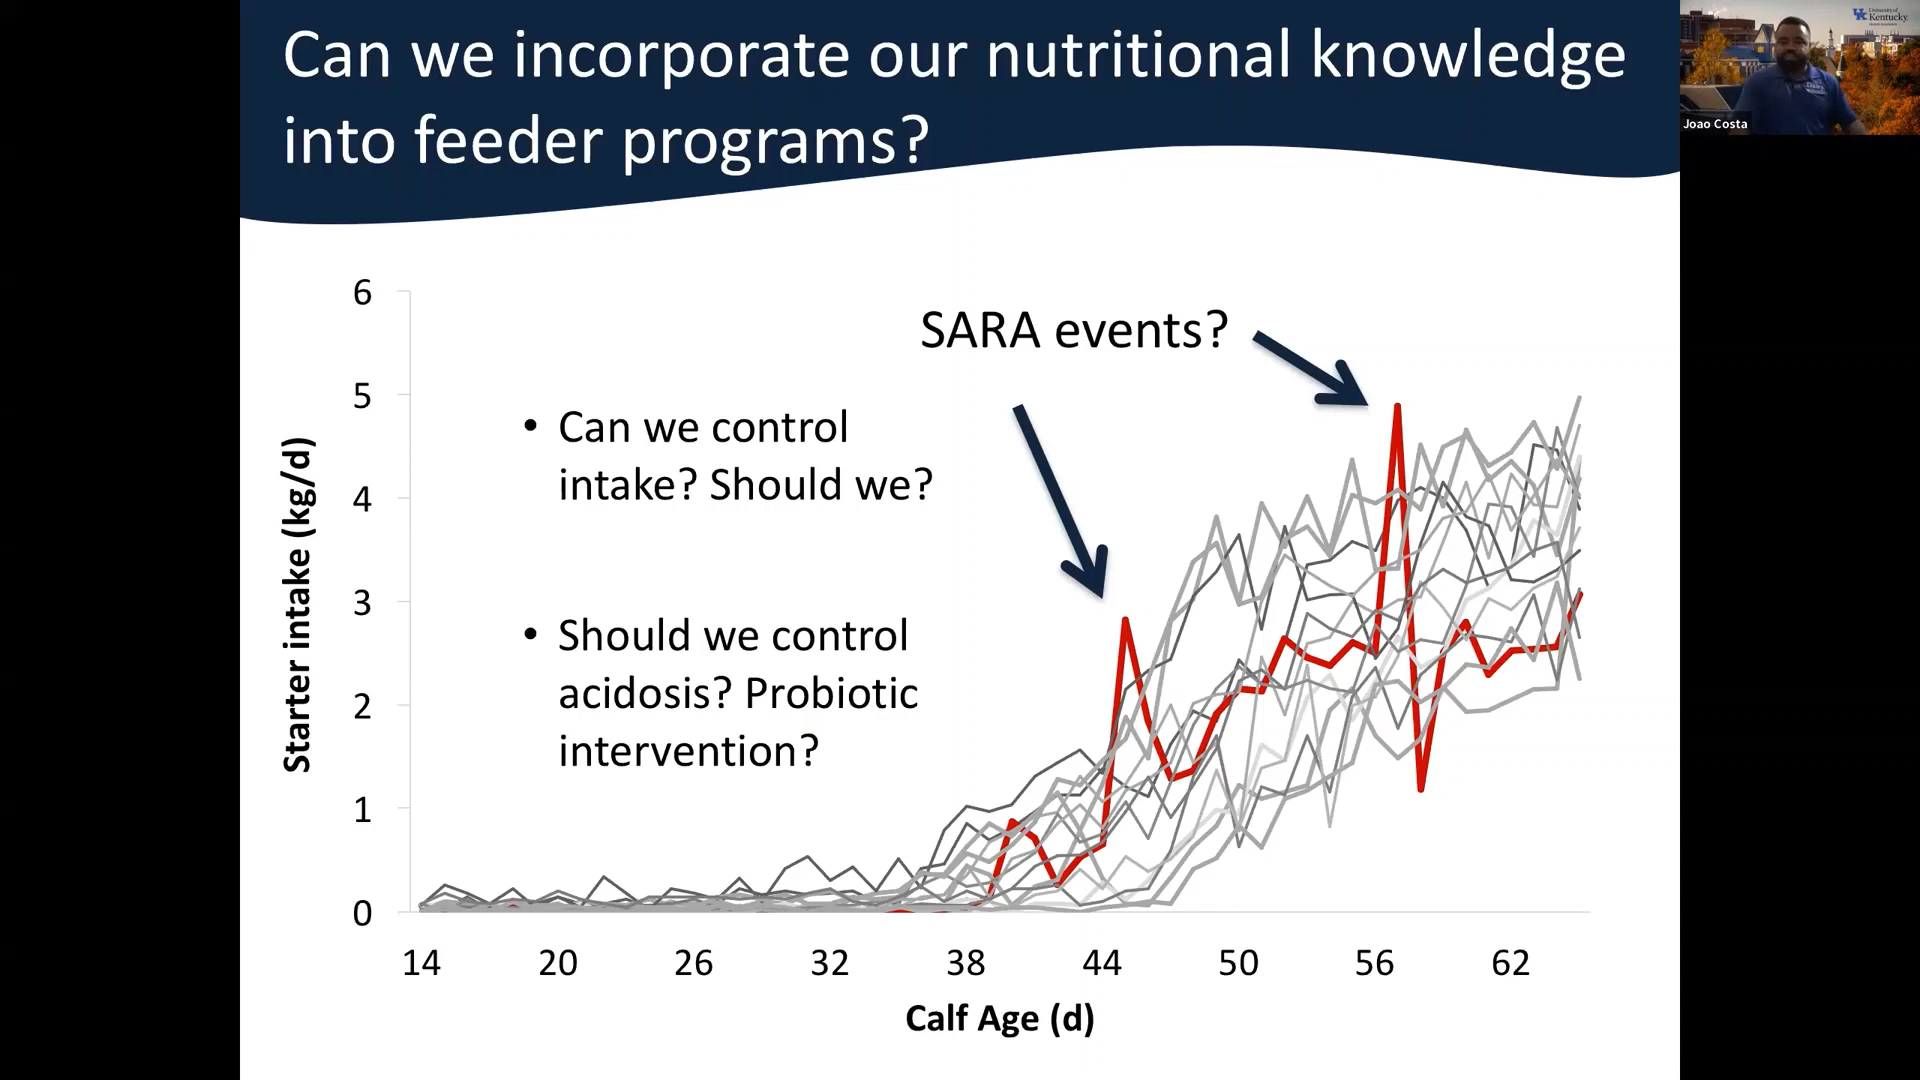 Can we incorporate our nutritional knowledge
into feeder programs?
University of
Kentucky
Joao Costa
SARA events?
• Can we control
intake? Should we?
• Should we control
acidosis? Probiotic
intervention?
Starter intake (kg/d)
6
5
4
3
2
1
0
14 20 26 32 38 44 50 56 62
Calf Age (d)